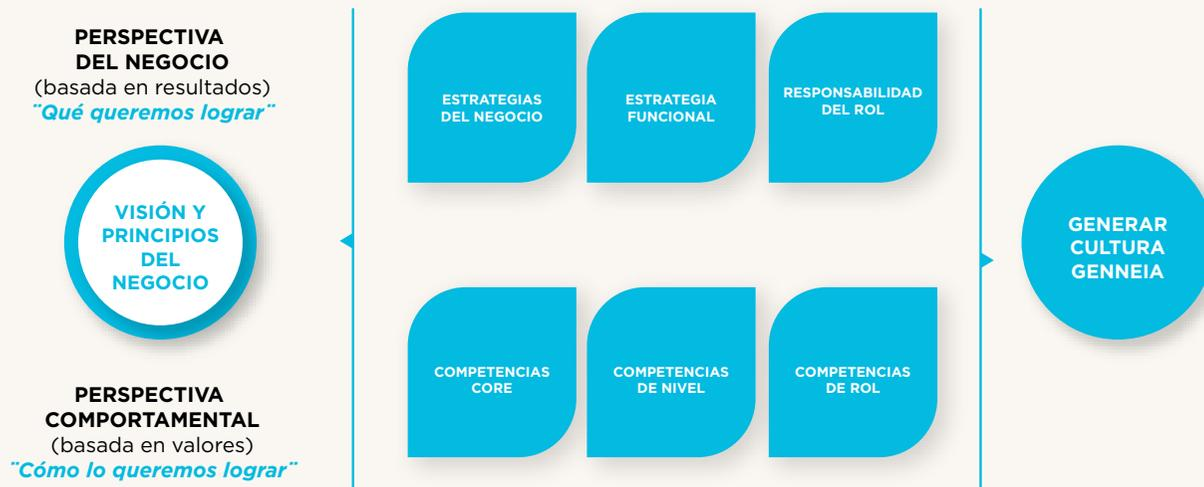 PERSPECTIVA
DEL NEGOCIO
(basada en resultados)
¨Qué queremos lograr¨
VISIÓN Y
PRINCIPIOS
DEL
NEGOCIO
PERSPECTIVA
COMPORTAMENTAL
(basada en valores)
¨Cómo lo queremos lograr¨
ESTRATEGIAS
DEL NEGOCIO
ESTRATEGIA
FUNCIONAL
RESPONSABILIDAD
DEL ROL
COMPETENCIAS
CORE
COMPETENCIAS
DE NIVEL
COMPETENCIAS
DE ROL
GENERAR
CULTURA
GENNEIA